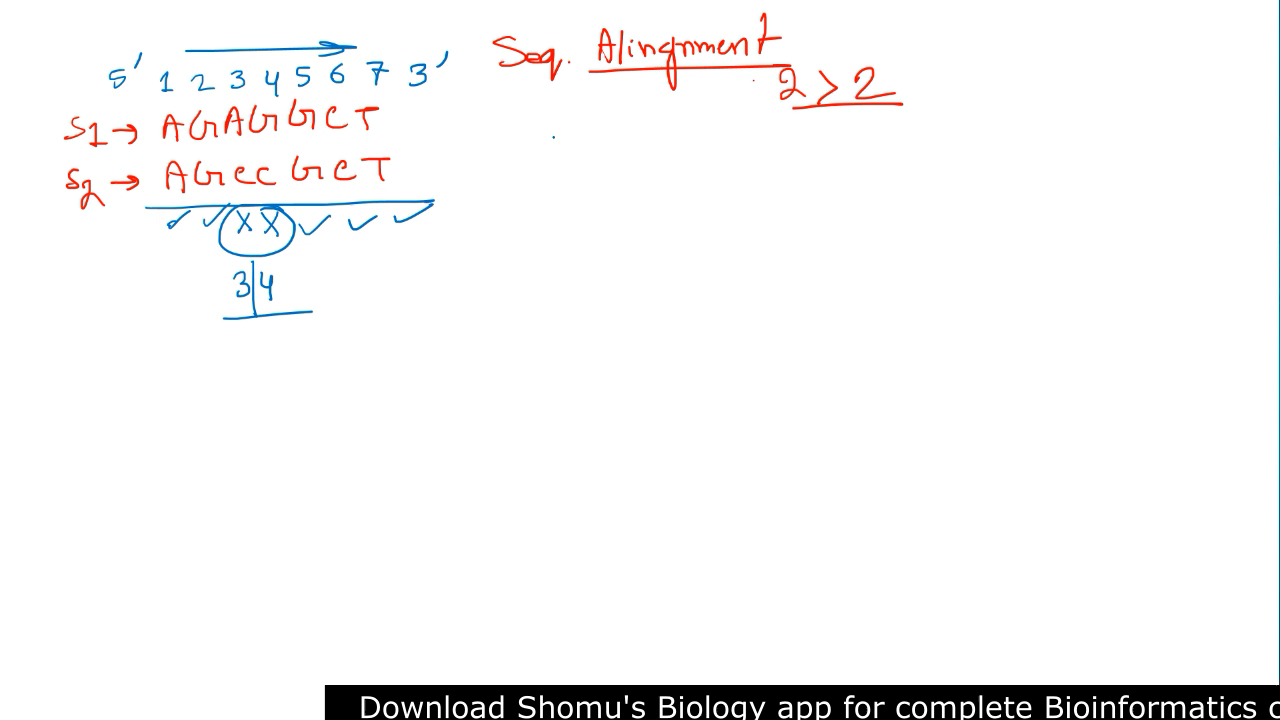 Seq. Alingnment
2 > 2
5' 1 2 3 4 5 6 7 3'
S1 → AGAGGCT
S2 → AGCCGCT
✓ ✓ X X ✓ ✓ ✓
3|4
Download Shomu's Biology app for complete Bioinformatics c